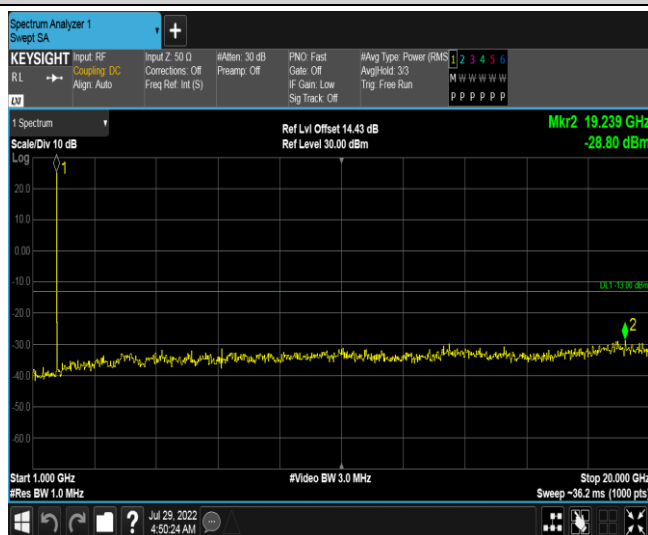 Spectrum Analyzer 1
Swept SA
+
KEYSIGHT
RL
Input: RF
Coupling: DC
Align: Auto
Input Z: 50 Ω
Corrections: Off
Freq Ref: Int (S)
#Atten: 30 dB
Preamp: Off
PNO: Fast
Gate: Off
IF Gain: Low
Sig Track: Off
#Avg Type: Power (RMS
Avg|Hold: 3/3
Trig: Free Run
1 2 3 4 5 6
M W W W W W
P P P P P P
LXI
1 Spectrum
Scale/Div 10 dB
Ref Lvl Offset 14.43 dB
Ref Level 30.00 dBm
Mkr2 19.239 GHz
-28.80 dBm
Log
1
20.0
10.0
0.00
-10.0
DL1 -13.00 dBm
2
-20.0
-30.0
-40.0
-50.0
-60.0
Start 1.000 GHz
#Video BW 3.0 MHz
Stop 20.000 GHz
#Res BW 1.0 MHz
Sweep ~36.2 ms (1000 pts)
?
Jul 29, 2022
4:50:24 AM